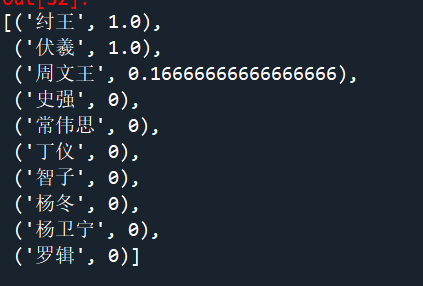 Out[52]:
[('纣王', 1.0),
('伏羲', 1.0),
('周文王', 0.16666666666666666),
('史强', 0),
('常伟思', 0),
('丁仪', 0),
('智子', 0),
('杨冬', 0),
('杨卫宁', 0),
('罗辑', 0)]